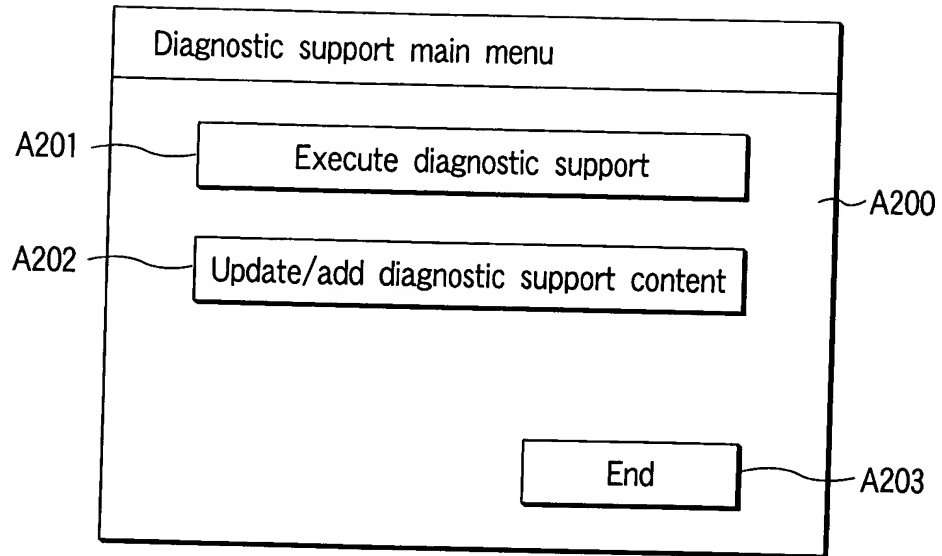 Diagnostic support main menu
A201
Execute diagnostic support
A200
A202
Update/add diagnostic support content
End
A203